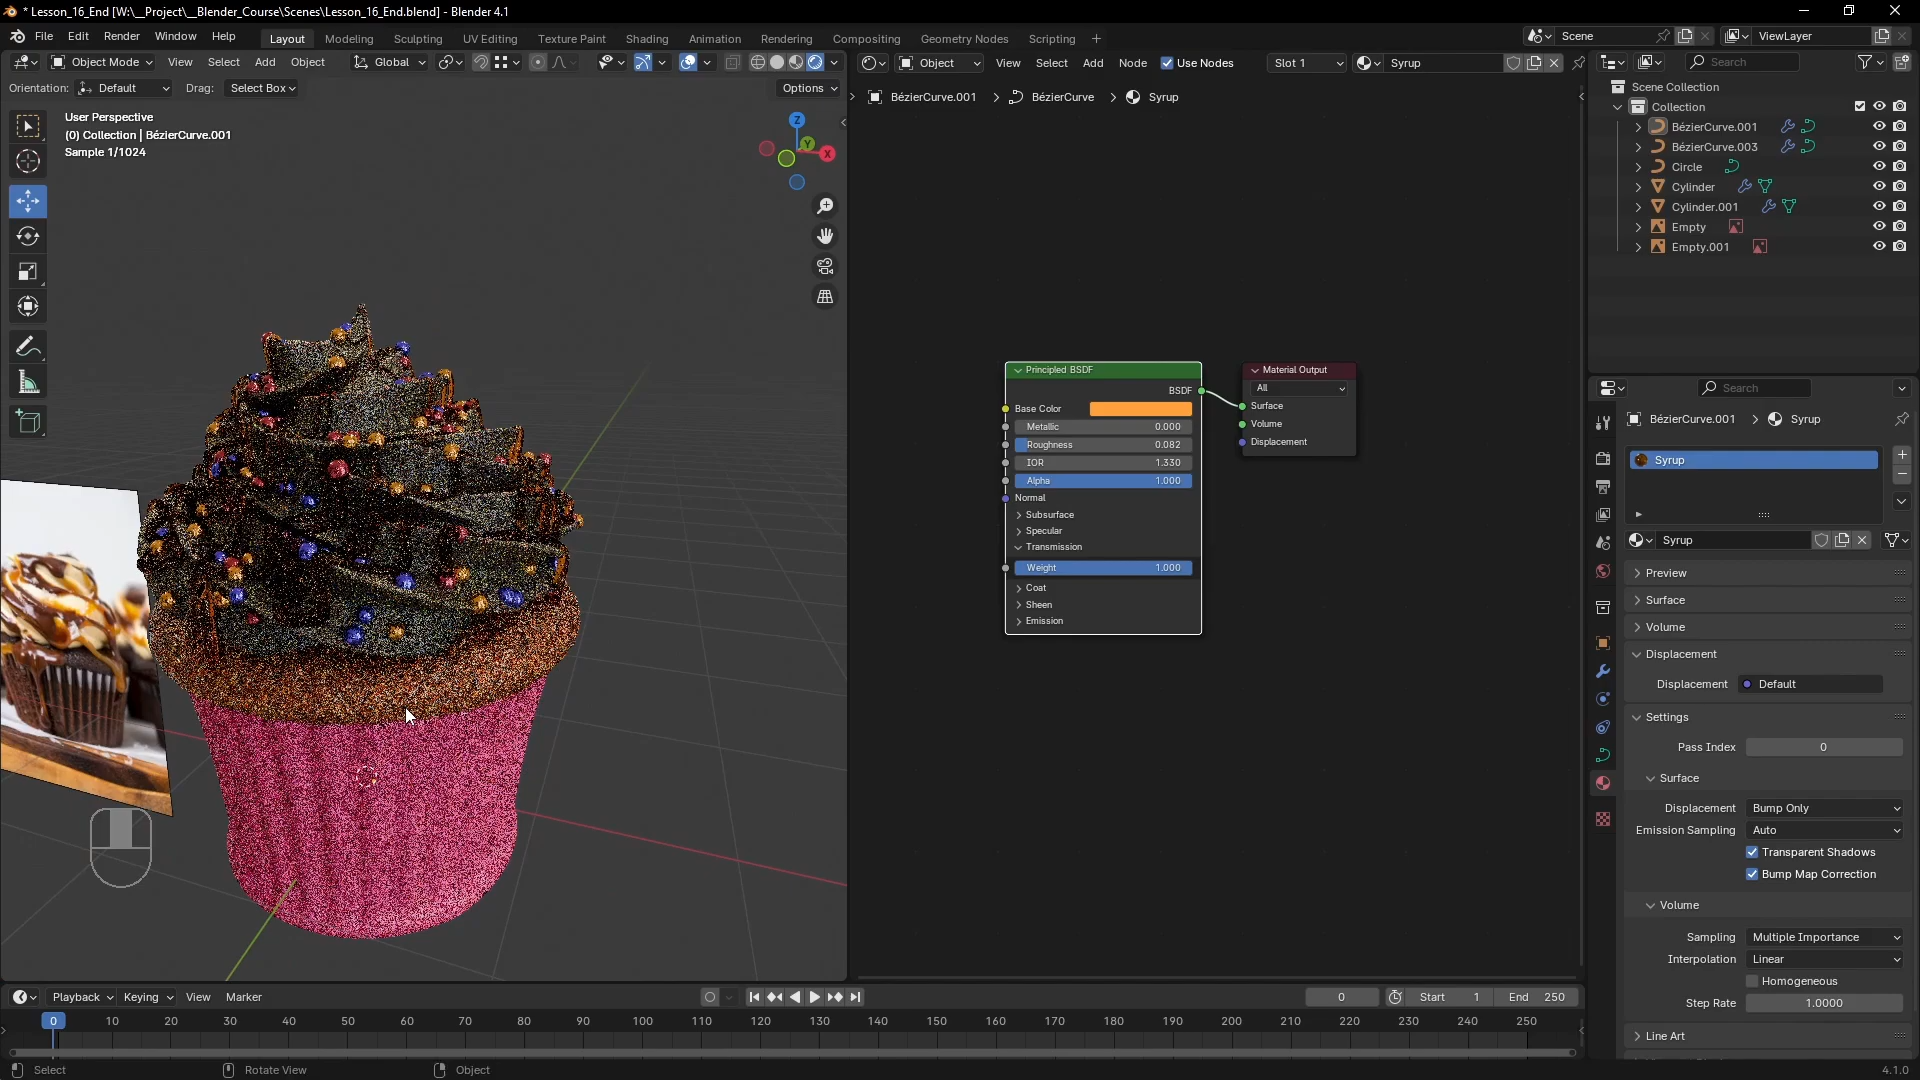 * Lesson_16_End [W:\__Project\__Blender_Course\Scenes\Lesson_16_End.blend] - Blender 4.1
File Edit Render Window Help
Layout Modeling Sculpting UV Editing Texture Paint Shading Animation Rendering Compositing Geometry Nodes Scripting +
Scene
ViewLayer
Object Mode View Select Add Object Global
Object View Select Add Node Use Nodes Slot 1 Syrup
Search
Orientation: Default Drag: Select Box Options
BézierCurve.001 > BézierCurve > Syrup
User Perspective
(0) Collection | BézierCurve.001
Sample 1/1024
Z
Y
X
Scene Collection
Collection
BézierCurve.001
BézierCurve.003
Circle
Cylinder
Cylinder.001
Empty
Empty.001
Principled BSDF
BSDF
Base Color
Metallic 0.000
Roughness 0.082
IOR 1.330
Alpha 1.000
Normal
Subsurface
Specular
Transmission
Weight 1.000
Coat
Sheen
Emission
Material Output
All
Surface
Volume
Displacement
Search
BézierCurve.001 > Syrup
Syrup
Syrup
Preview
Surface
Volume
Displacement
Displacement Default
Settings
Pass Index 0
Surface
Displacement Bump Only
Emission Sampling Auto
Transparent Shadows
Bump Map Correction
Volume
Sampling Multiple Importance
Interpolation Linear
Homogeneous
Step Rate 1.0000
Line Art
Playback Keying View Marker
0 Start 1 End 250
0 10 20 30 40 50 60 70 80 90 100 110 120 130 140 150 160 170 180 190 200 210 220 230 240 250
Select Rotate View Object
4.1.0